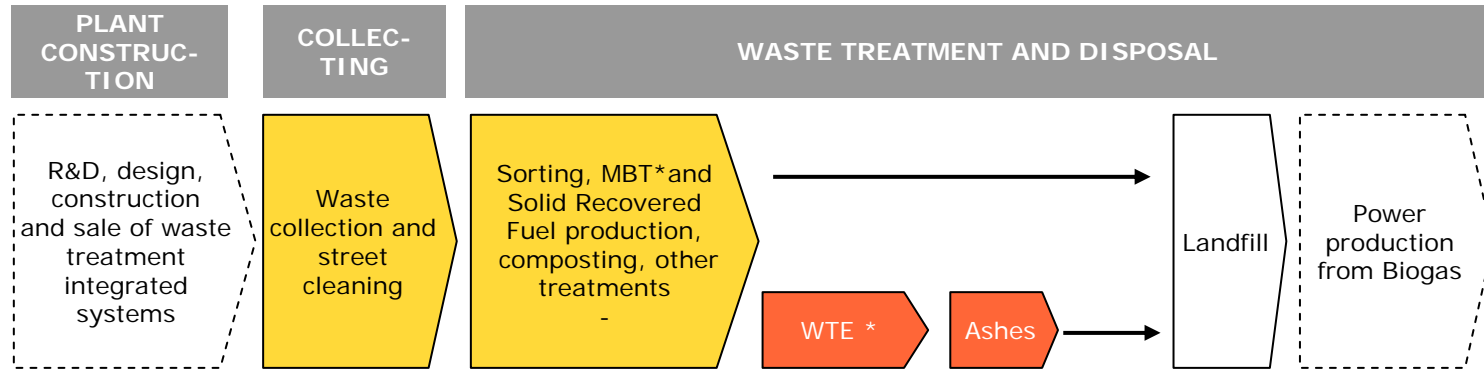 PLANT
CONSTRUC-
TION
COLLEC-
TING
WASTE TREATMENT AND DISPOSAL
R&D, design,
construction
and sale of waste
treatment
integrated
systems
Waste
collection and
street
cleaning
Sorting, MBT*and
Solid Recovered
Fuel production,
composting, other
treatments
-
WTE *
Ashes
Landfill
Power
production
from Biogas